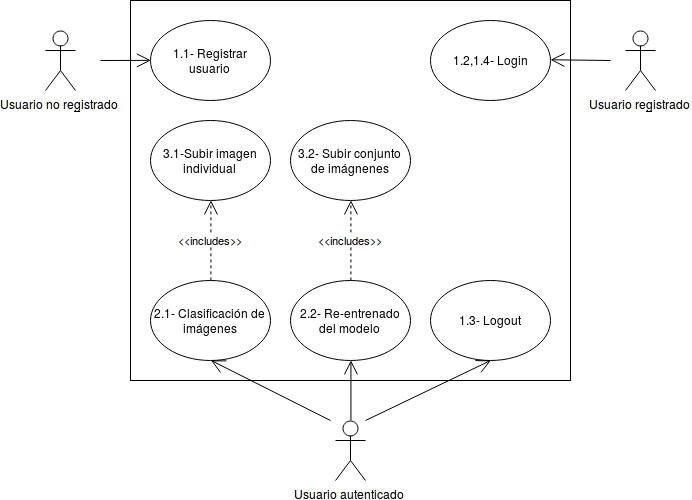 1.1- Registrar
usuario
1.2,1.4- Login
Usuario no registrado
Usuario registrado
3.1-Subir imagen
individual
3.2- Subir conjunto
de imágnenes
<<includes>>
<<includes>>
2.1- Clasificación de
imágenes
2.2- Re-entrenado
del modelo
1.3- Logout
Usuario autenticado